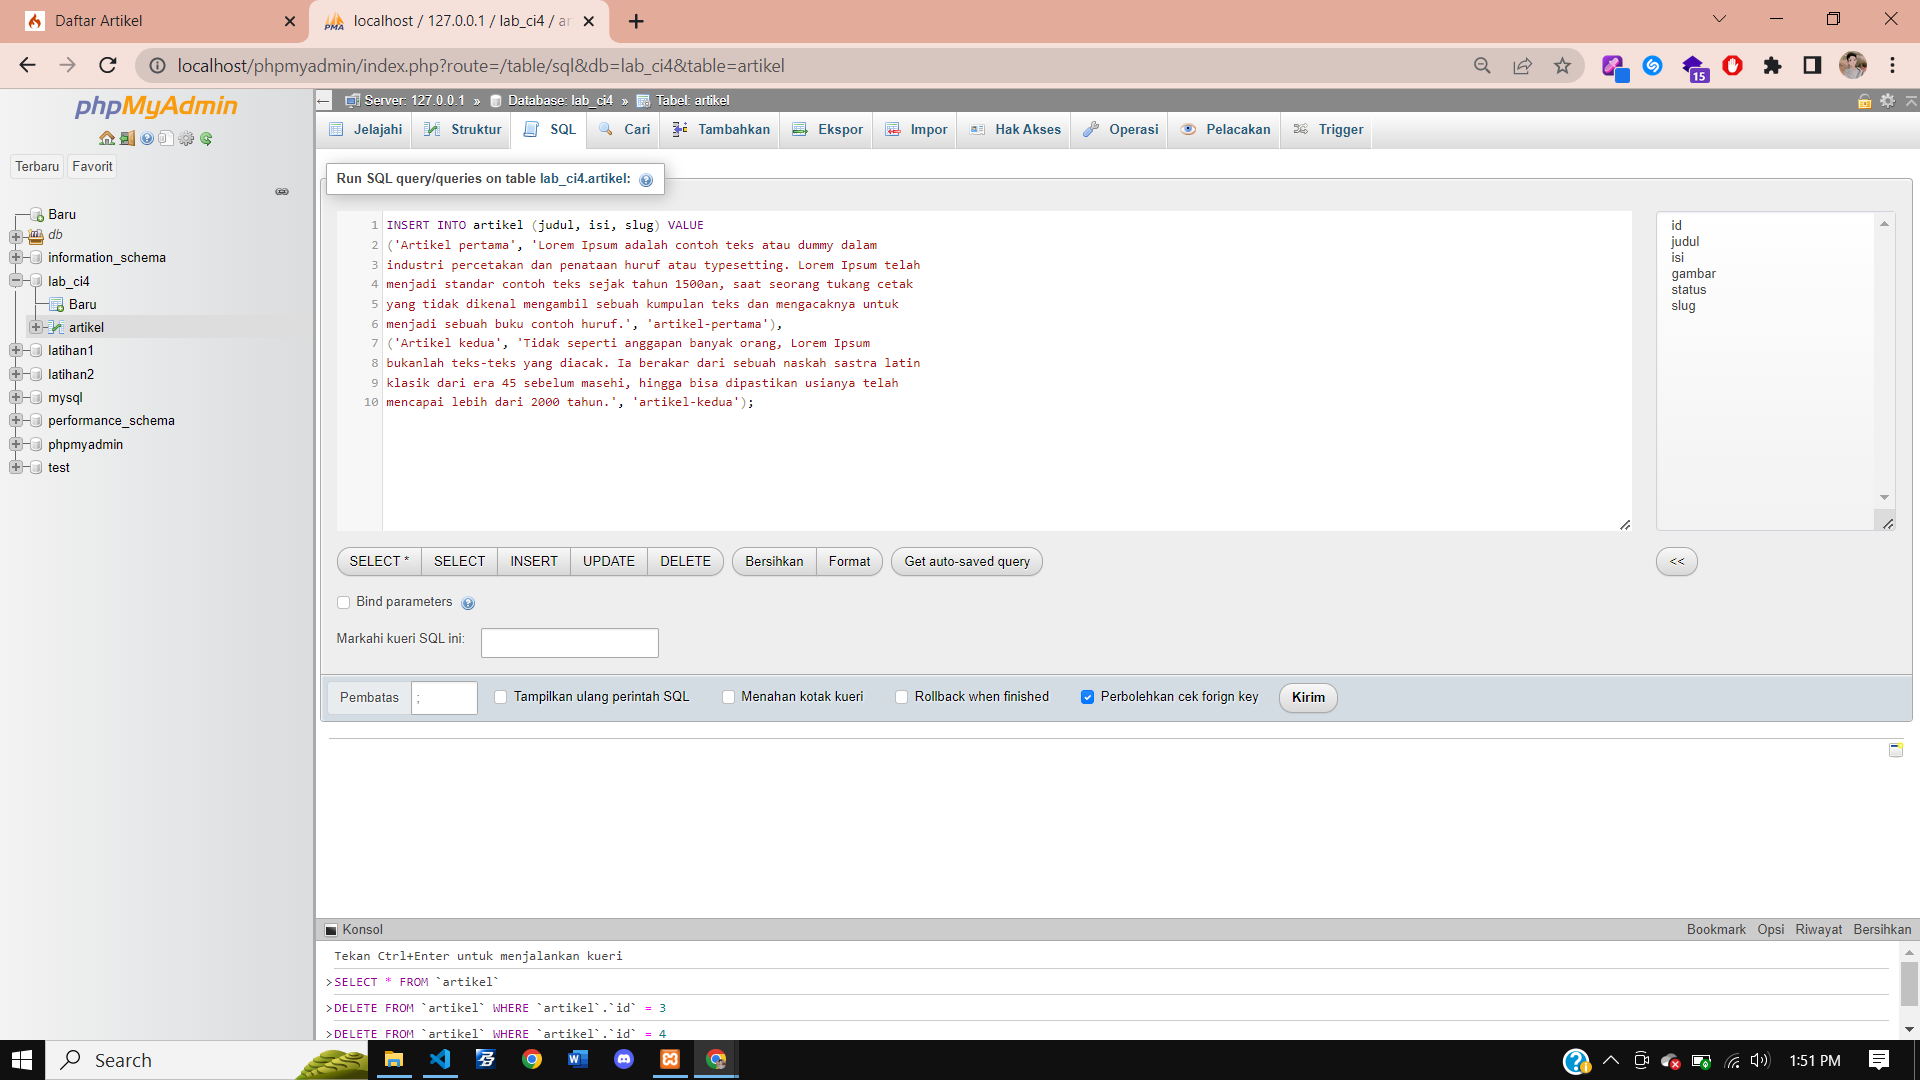 Daftar Artikel
localhost / 127.0.0.1 / lab_ci4 / ar
localhost/phpmyadmin/index.php?route=/table/sql&db=lab_ci4&table=artikel
15
phpMyAdmin
Terbaru
Favorit
Baru
db
information_schema
lab_ci4
Baru
artikel
latihan1
latihan2
mysql
performance_schema
phpmyadmin
test
Server: 127.0.0.1 » Database: lab_ci4 » Tabel: artikel
Jelajahi
Struktur
SQL
Cari
Tambahkan
Ekspor
Impor
Hak Akses
Operasi
Pelacakan
Trigger
Run SQL query/queries on table lab_ci4.artikel:
1 INSERT INTO artikel (judul, isi, slug) VALUE
2 ('Artikel pertama', 'Lorem Ipsum adalah contoh teks atau dummy dalam
3 industri percetakan dan penataan huruf atau typesetting. Lorem Ipsum telah
4 menjadi standar contoh teks sejak tahun 1500an, saat seorang tukang cetak
5 yang tidak dikenal mengambil sebuah kumpulan teks dan mengacaknya untuk
6 menjadi sebuah buku contoh huruf.', 'artikel-pertama'),
7 ('Artikel kedua', 'Tidak seperti anggapan banyak orang, Lorem Ipsum
8 bukanlah teks-teks yang diacak. Ia berakar dari sebuah naskah sastra latin
9 klasik dari era 45 sebelum masehi, hingga bisa dipastikan usianya telah
10 mencapai lebih dari 2000 tahun.', 'artikel-kedua');
id
judul
isi
gambar
status
slug
SELECT *
SELECT
INSERT
UPDATE
DELETE
Bersihkan
Format
Get auto-saved query
<<
Bind parameters
Markahi kueri SQL ini:
Pembatas
;
Tampilkan ulang perintah SQL
Menahan kotak kueri
Rollback when finished
Perbolehkan cek forign key
Kirim
Konsol
Bookmark Opsi Riwayat Bersihkan
Tekan Ctrl+Enter untuk menjalankan kueri
>SELECT * FROM `artikel`
>DELETE FROM `artikel` WHERE `artikel`.`id` = 3
>DELETE FROM `artikel` WHERE `artikel`.`id` = 4
Search
1:51 PM